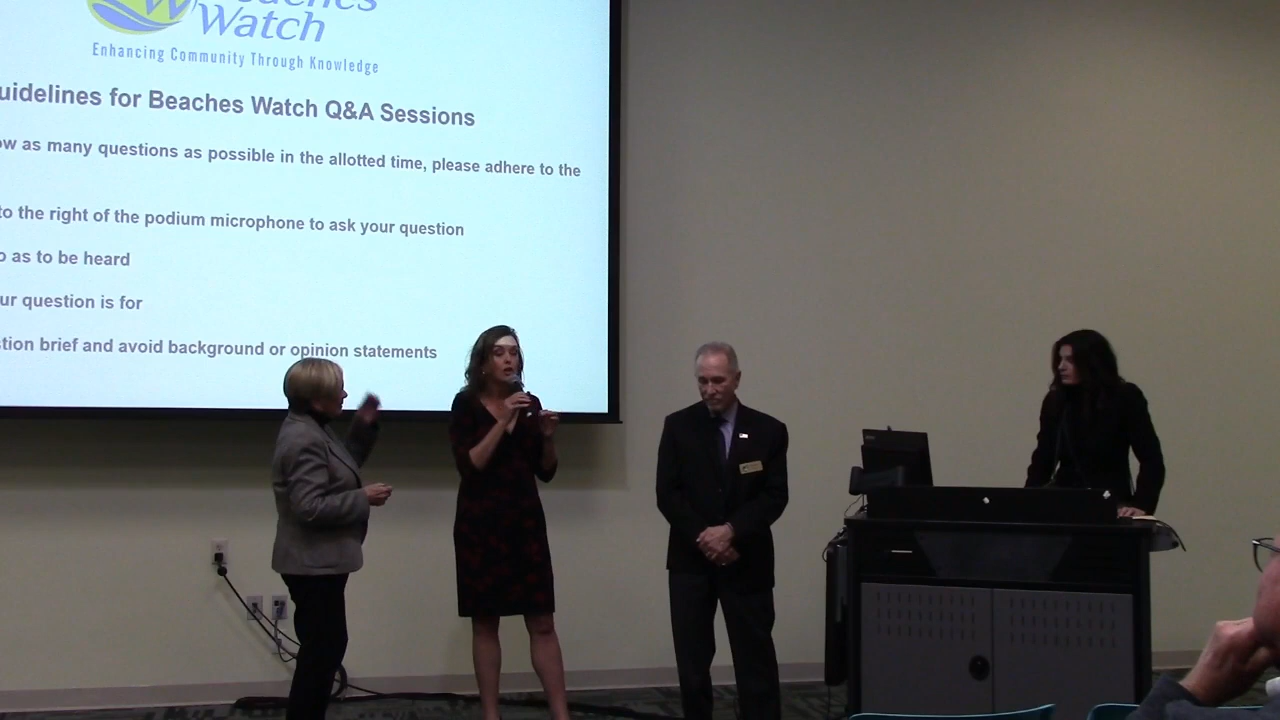 Watch
Enhancing Community Through Knowledge
uidelines for Beaches Watch Q&A Sessions
ow as many questions as possible in the allotted time, please adhere to the
to the right of the podium microphone to ask your question
o as to be heard
ur question is for
tion brief and avoid background or opinion statements